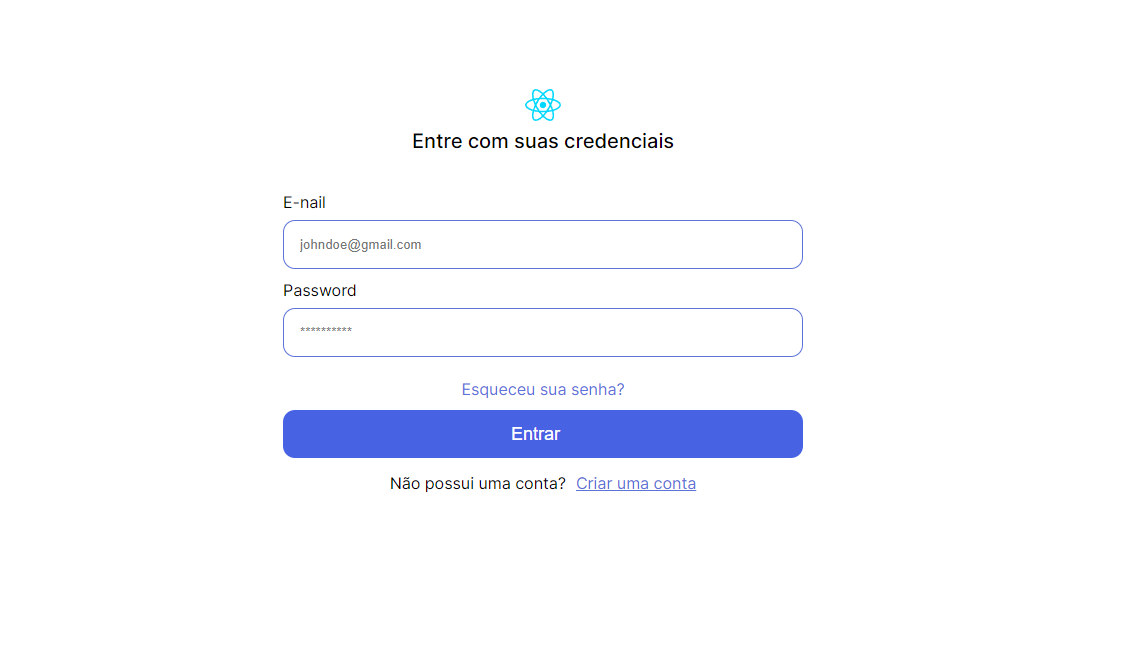 Entre com suas credenciais
E-nail
johndoe@gmail.com
Password
**********
Esqueceu sua senha?
Entrar
Não possui uma conta? Criar uma conta